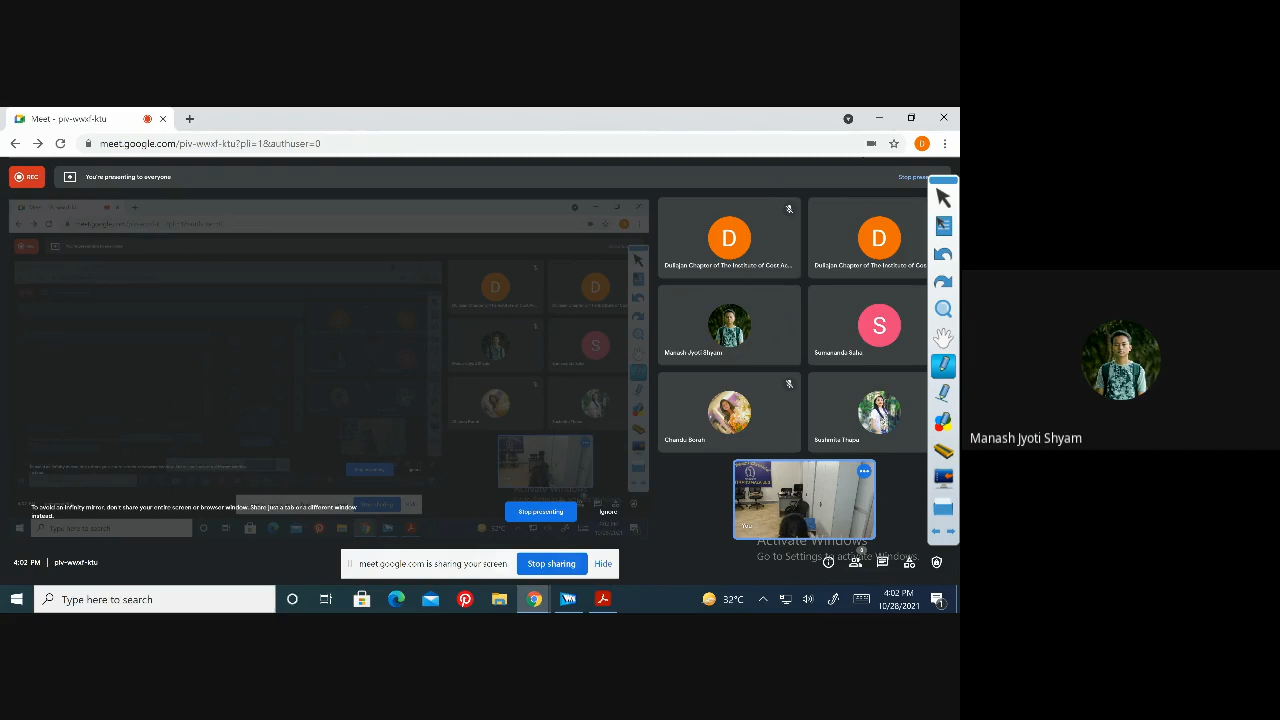 Meet - piv-wwxf-ktu
meet.google.com/piv-wwxf-ktu?pli=1&authuser=0
D
REC
You're presenting to everyone
Stop prese
D
Duliajan Chapter of The Institute of Cost Ac...
D
Duliajan Chapter of The Institute of Cos
Manash Jyoti Shyam
S
Sumananda Saha
Chandu Borah
Sushmita Thapa
You
To avoid an infinity mirror, don't share your entire screen or browser window. Share just a tab or a different window
instead.
Stop presenting
Ignore
Activate Windows
Go to Settings to activate Windows.
4:02 PM | piv-wwxf-ktu
meet.google.com is sharing your screen.
Stop sharing
Hide
Type here to search
32°C
4:02 PM
10/28/2021
Manash Jyoti Shyam